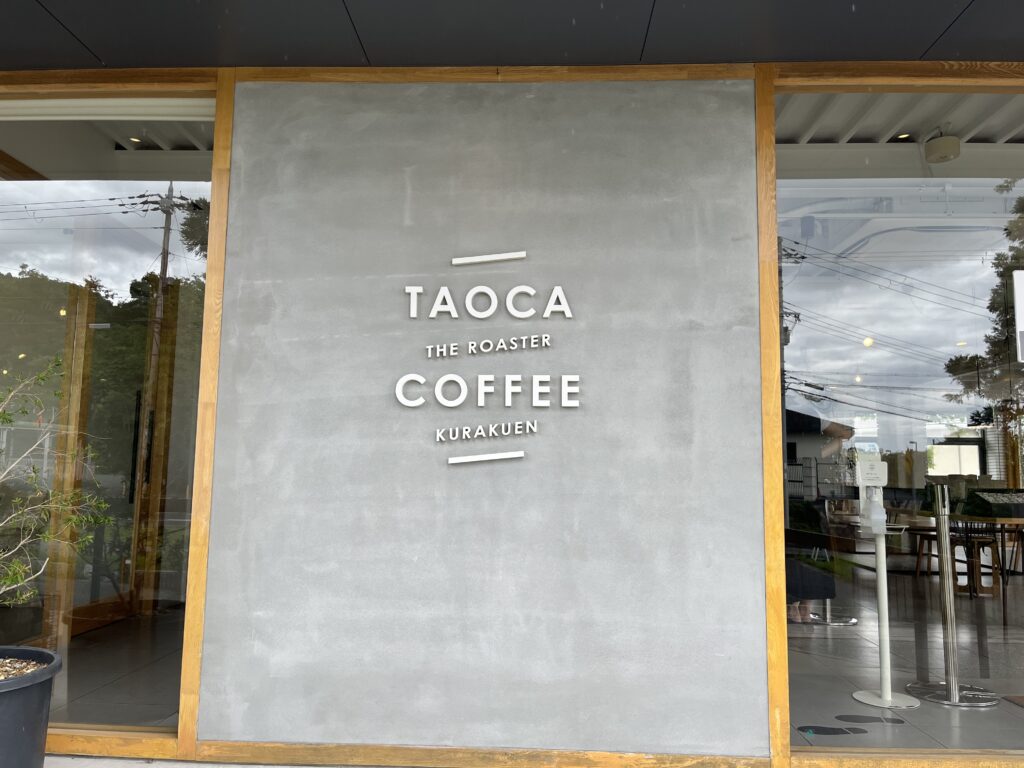 TAOCA
THE ROASTER
COFFEE
KURAKUEN